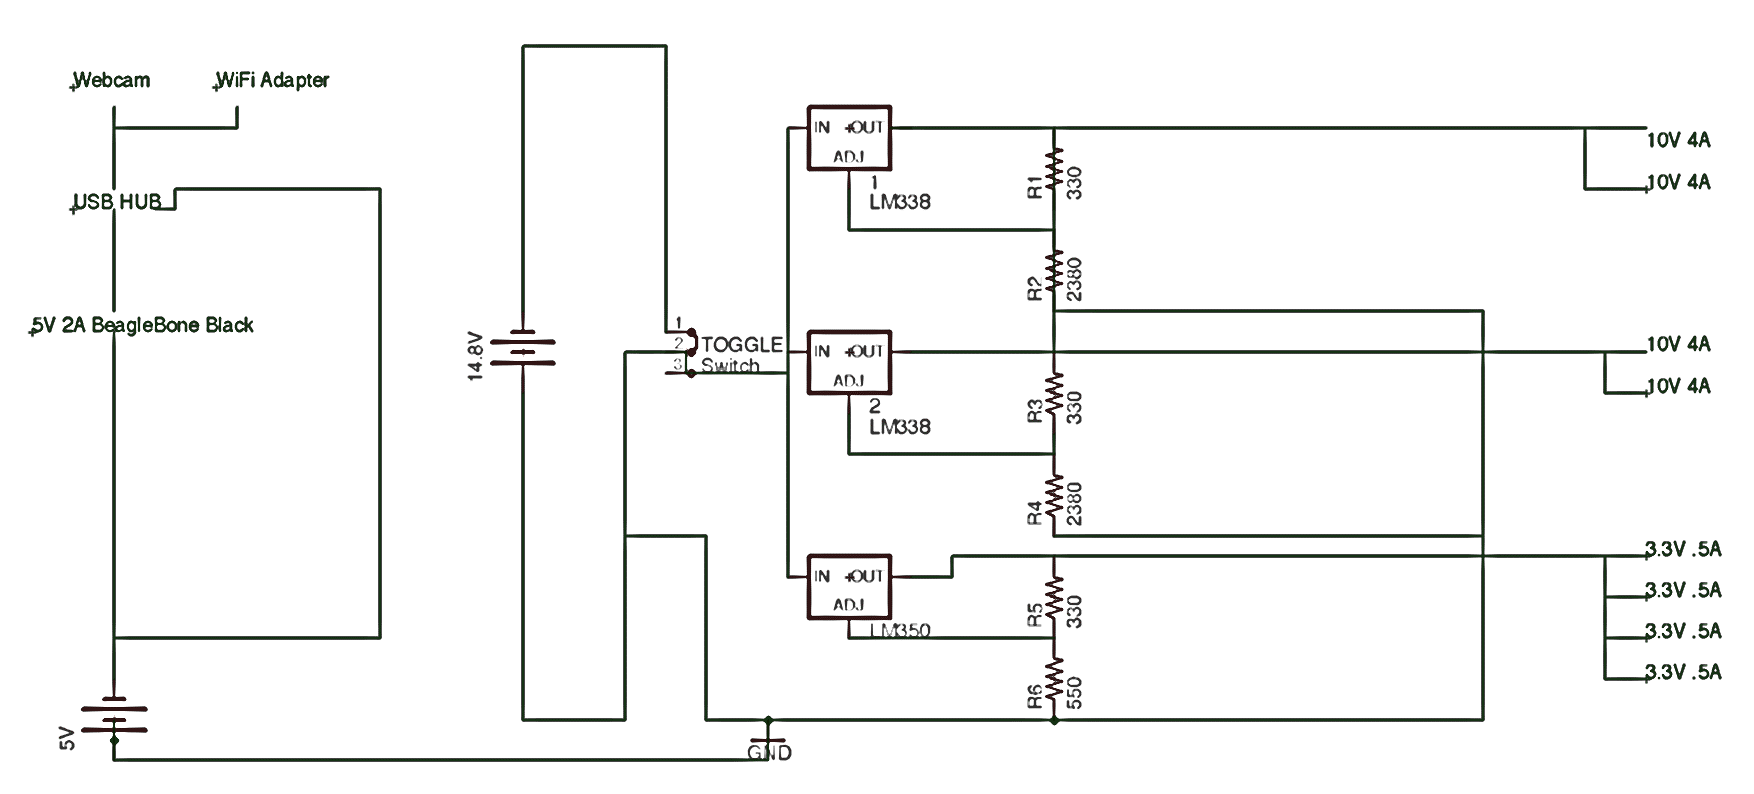 Webcam
WiFi Adapter
USB HUB
5V 2A BeagleBone Black
5V
14.8V
1
2
3
TOGGLE
Switch
IN +OUT
ADJ
1
LM338
R1
330
R2
2380
10V 4A
10V 4A
IN +OUT
ADJ
2
LM338
R3
330
R4
2380
10V 4A
10V 4A
IN +OUT
ADJ
LM350
R5
330
R6
550
3.3V .5A
3.3V .5A
3.3V .5A
3.3V .5A
GND